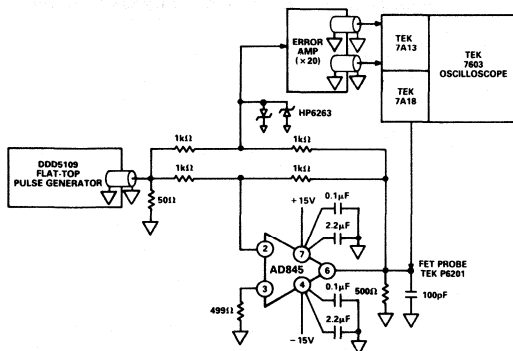 ERROR
AMP
(×20)
TEK
7A13
TEK
7603
OSCILLOSCOPE
TEK
7A18
HP6263
1kΩ
1kΩ
1kΩ
1kΩ
DDD5109
FLAT-TOP
PULSE GENERATOR
50Ω
+15V
0.1µF
2.2µF
2
7
AD845
6
3
4
499Ω
0.1µF
2.2µF
−15V
500Ω
FET PROBE
TEK P6201
100pF